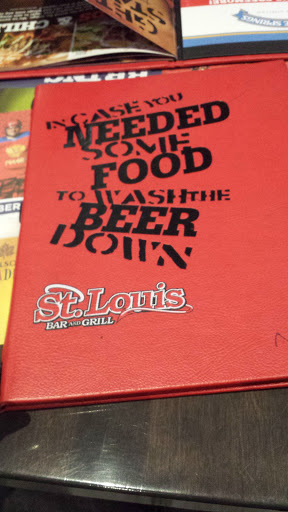 IN CASE YOU
NEEDED
SOME
FOOD
TO WASH THE
BEER
DOWN
St. Louis
BAR AND GRILL